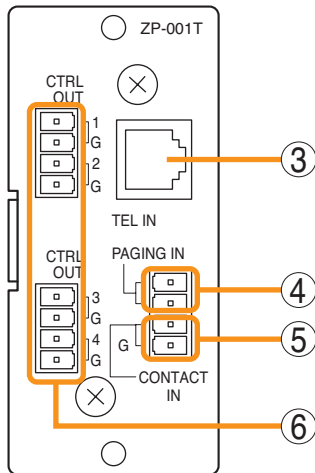 ZP-001T
CTRL
OUT
1
G
2
G
③
TEL IN
CTRL
OUT
PAGING IN
3
④
G
G
⑤
4
G
CONTACT
IN
⑥